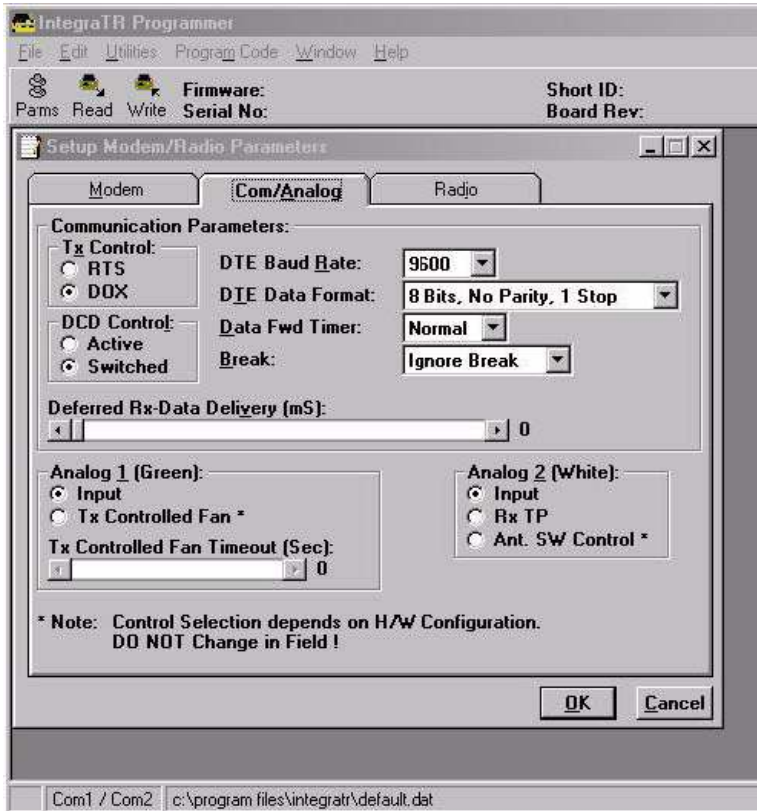 IntegraTR Programmer
File Edit Utilities Program Code Window Help
Parms Read Write
Firmware:
Serial No:
Short ID:
Board Rev:
Setup Modem/Radio Parameters
Modem Com/Analog Radio
Communication Parameters:
Tx Control:
RTS
DOX
DCD Control:
Active
Switched
DTE Baud Rate: 9600
DTE Data Format: 8 Bits, No Parity, 1 Stop
Data Fwd Timer: Normal
Break: Ignore Break
Deferred Rx-Data Delivery (mS):
0
Analog 1 (Green):
Input
Tx Controlled Fan *
Tx Controlled Fan Timeout (Sec):
0
Analog 2 (White):
Input
Rx TP
Ant. SW Control *
* Note: Control Selection depends on H/W Configuration.
DO NOT Change in Field !
OK Cancel
Com1 / Com2 c:\program files\integratr\default.dat